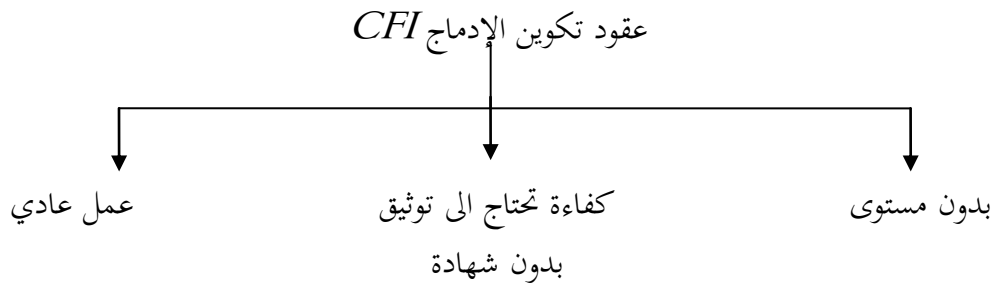 عقود تكوين الإدماج CFI
بدون مستوى
كفاءة تحتاج الى توثيق
بدون شهادة
عمل عادي